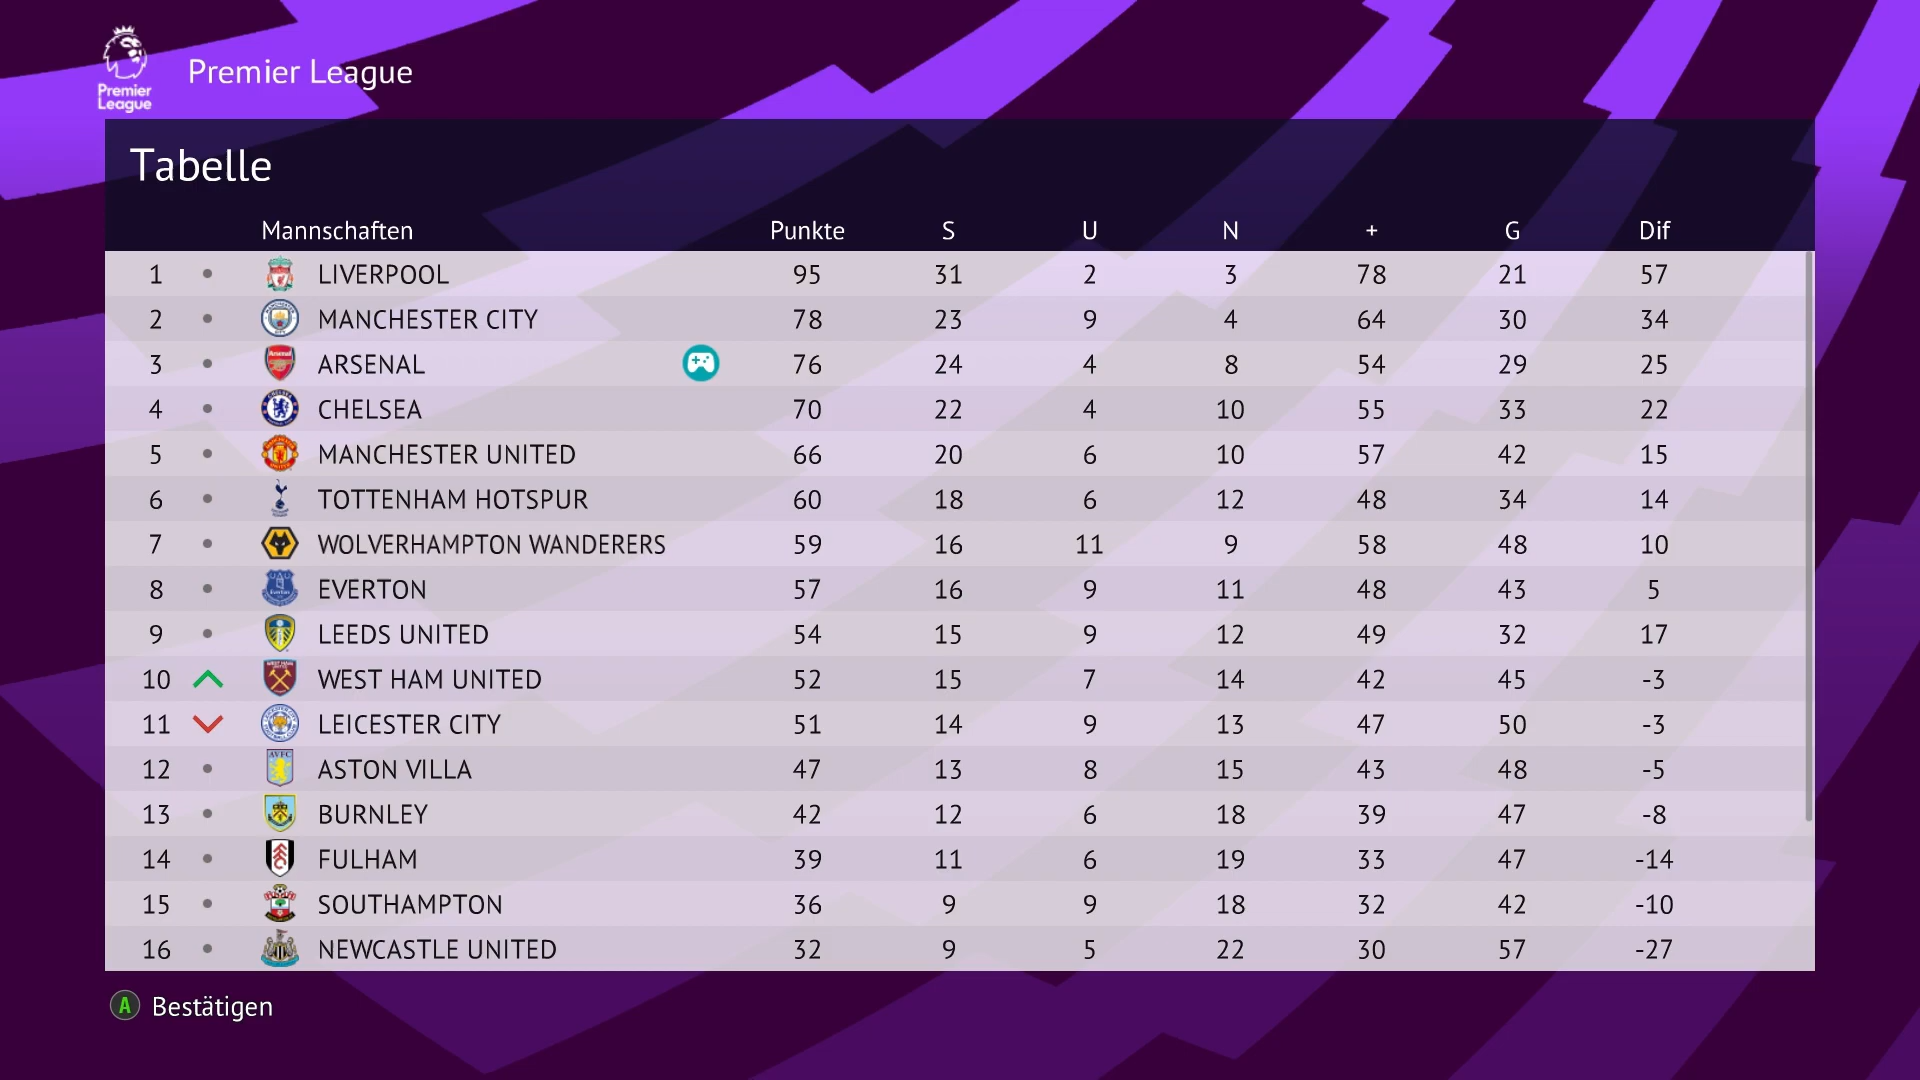 Premier League
Premier League
Tabelle
Mannschaften Punkte S U N + G Dif
1 LIVERPOOL 95 31 2 3 78 21 57
2 MANCHESTER CITY 78 23 9 4 64 30 34
3 ARSENAL 76 24 4 8 54 29 25
4 CHELSEA 70 22 4 10 55 33 22
5 MANCHESTER UNITED 66 20 6 10 57 42 15
6 TOTTENHAM HOTSPUR 60 18 6 12 48 34 14
7 WOLVERHAMPTON WANDERERS 59 16 11 9 58 48 10
8 EVERTON 57 16 9 11 48 43 5
9 LEEDS UNITED 54 15 9 12 49 32 17
10 WEST HAM UNITED 52 15 7 14 42 45 -3
11 LEICESTER CITY 51 14 9 13 47 50 -3
12 ASTON VILLA 47 13 8 15 43 48 -5
13 BURNLEY 42 12 6 18 39 47 -8
14 FULHAM 39 11 6 19 33 47 -14
15 SOUTHAMPTON 36 9 9 18 32 42 -10
16 NEWCASTLE UNITED 32 9 5 22 30 57 -27
A Bestätigen